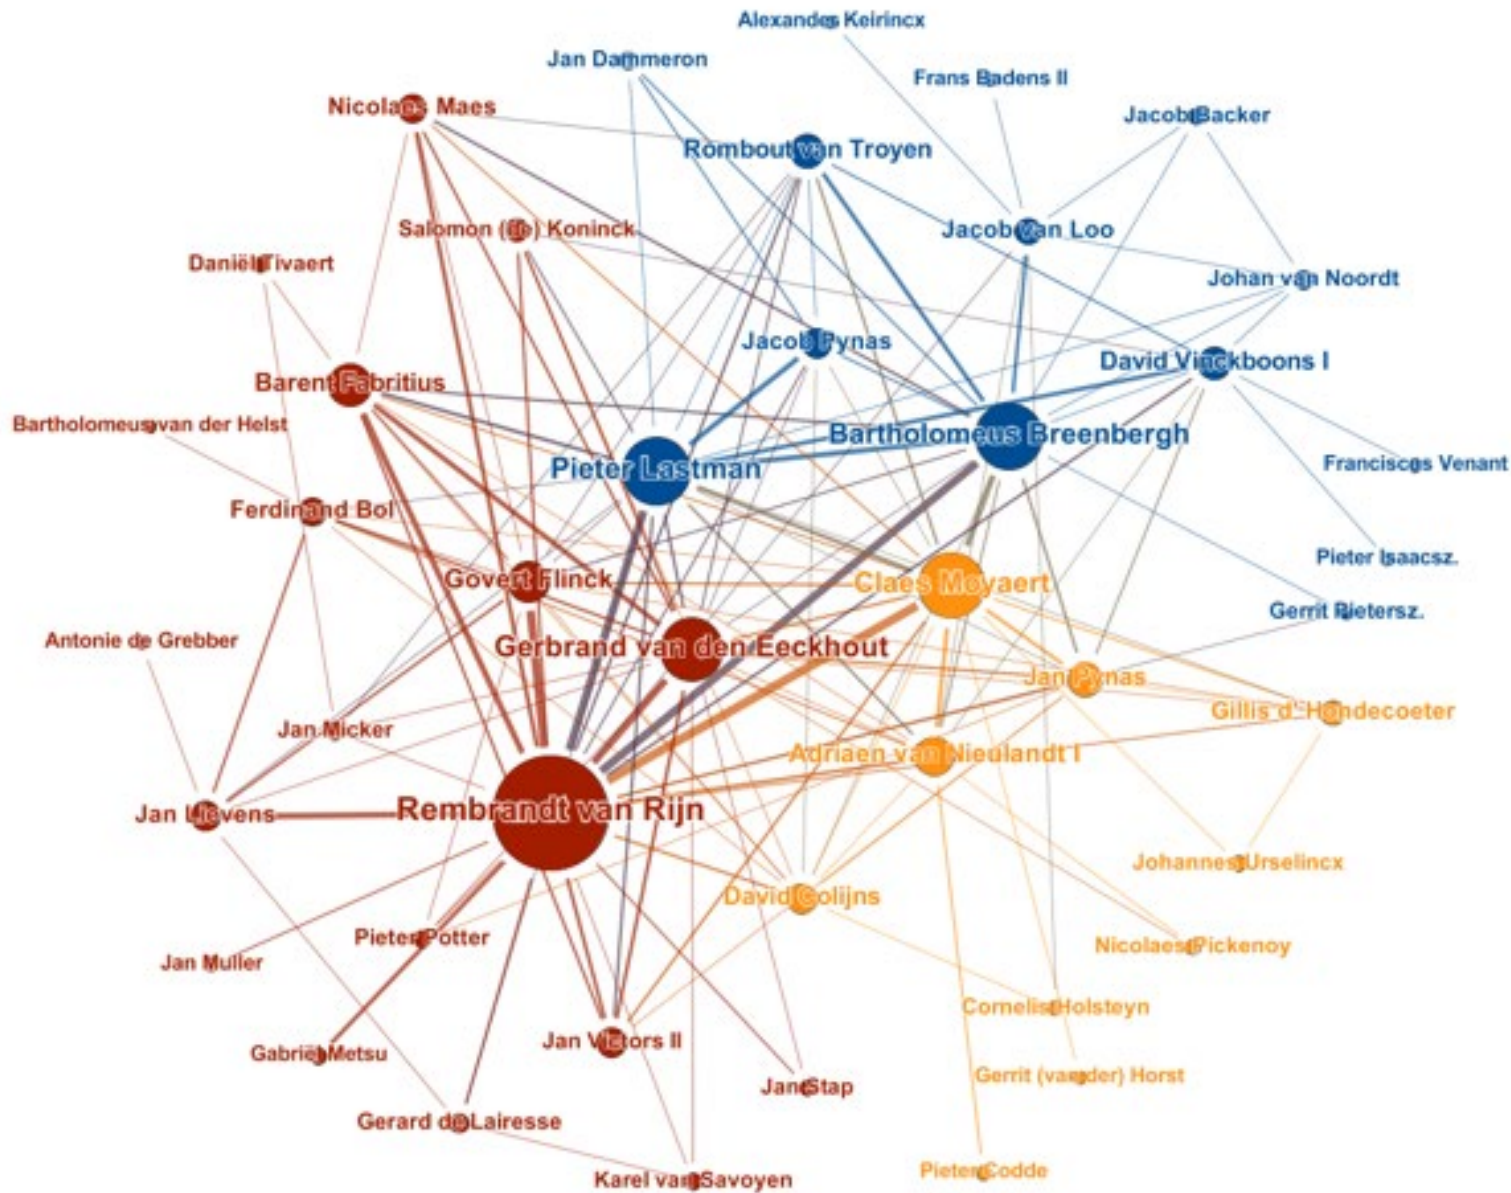 Alexander Keirincx
Jan Dammeron
Frans Badens II
Nicolaes Maes
Jacob Backer
Rombout van Troyen
Salomon (de) Koninck
Jacob van Loo
Daniël Tivaert
Johan van Noordt
Jacob Pynas
David Vinckboons I
Barent Fabritius
Bartholomeus van der Helst
Bartholomeus Breenbergh
Pieter Lastman
Franciscus Venant
Ferdinand Bol
Pieter Isaacsz.
Govert Flinck
Claes Moyaert
Gerrit Pietersz.
Antonie de Grebber
Gerbrand van den Eeckhout
Jan Pynas
Gillis d' Hondecoeter
Jan Micker
Adriaen van Nieulandt I
Rembrandt van Rijn
Jan Lievens
Johannes Urselincx
David Colijns
Pieter Potter
Nicolaes Pickenoy
Jan Muller
Cornelis Holsteyn
Jan Victors II
Gabriël Metsu
Gerrit (van der) Horst
Jan Stap
Gerard de Lairesse
Pieter Codde
Karel van Savoyen